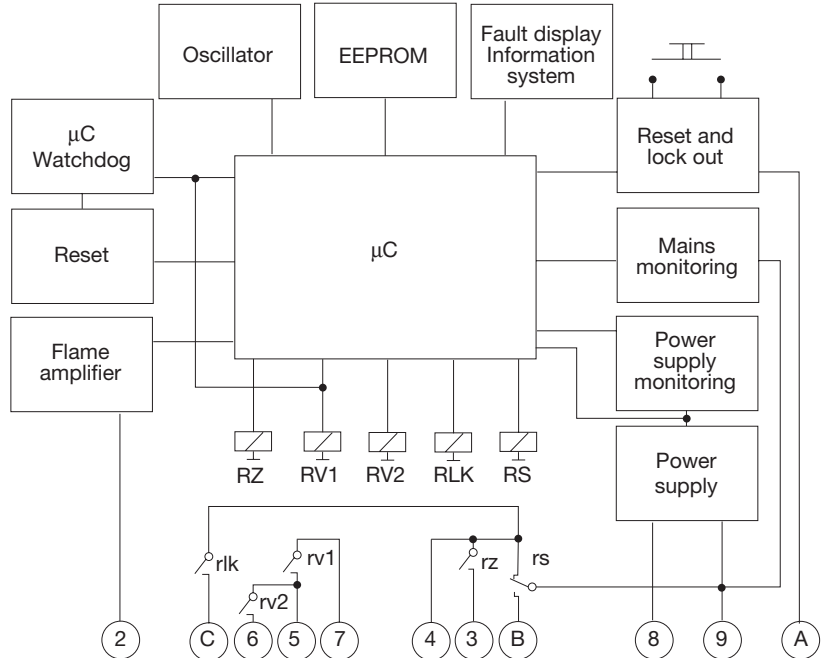 Oscillator
EEPROM
Fault display
Information
system
μC
Watchdog
Reset and
lock out
Reset
μC
Mains
monitoring
Flame
amplifier
Power
supply
monitoring
RZ
RV1
RV2
RLK
RS
Power
supply
rlk
rv1
rv2
rz
rs
2
C
6
5
7
4
3
B
8
9
A